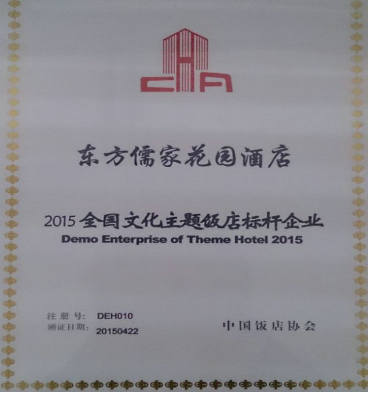 CHA
东方儒家花园酒店
2015 全国文化主题饭店标杆企业
Demo Enterprise of Theme Hotel 2015
注册号: DEH010
颁证日期: 20150422
中国饭店协会